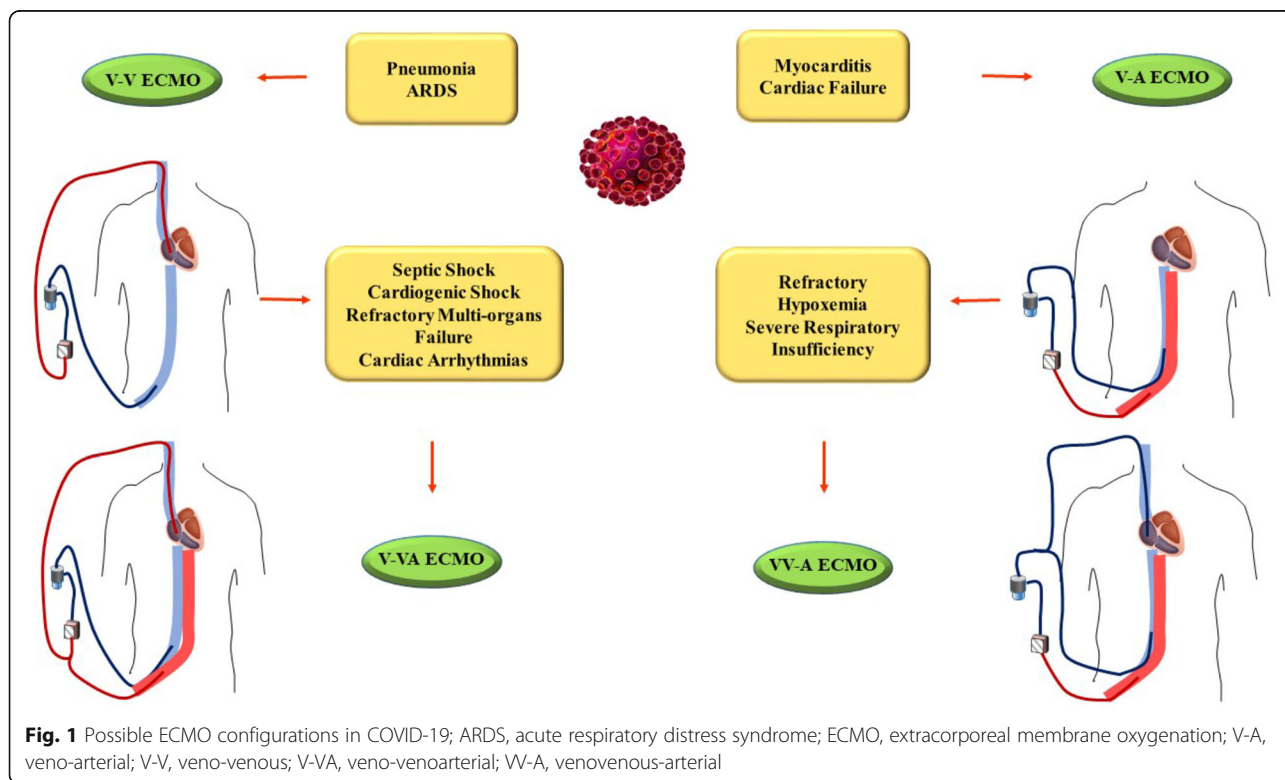 V-V ECMO
Pneumonia
ARDS
Myocarditis
Cardiac Failure
V-A ECMO
Septic Shock
Cardiogenic Shock
Refractory Multi-organs
Failure
Cardiac Arrhythmias
Refractory
Hypoxemia
Severe Respiratory
Insufficiency
V-VA ECMO
VV-A ECMO
Fig. 1 Possible ECMO configurations in COVID-19; ARDS, acute respiratory distress syndrome; ECMO, extracorporeal membrane oxygenation; V-A,
veno-arterial; V-V, veno-venous; V-VA, veno-venoarterial; VV-A, venovenous-arterial